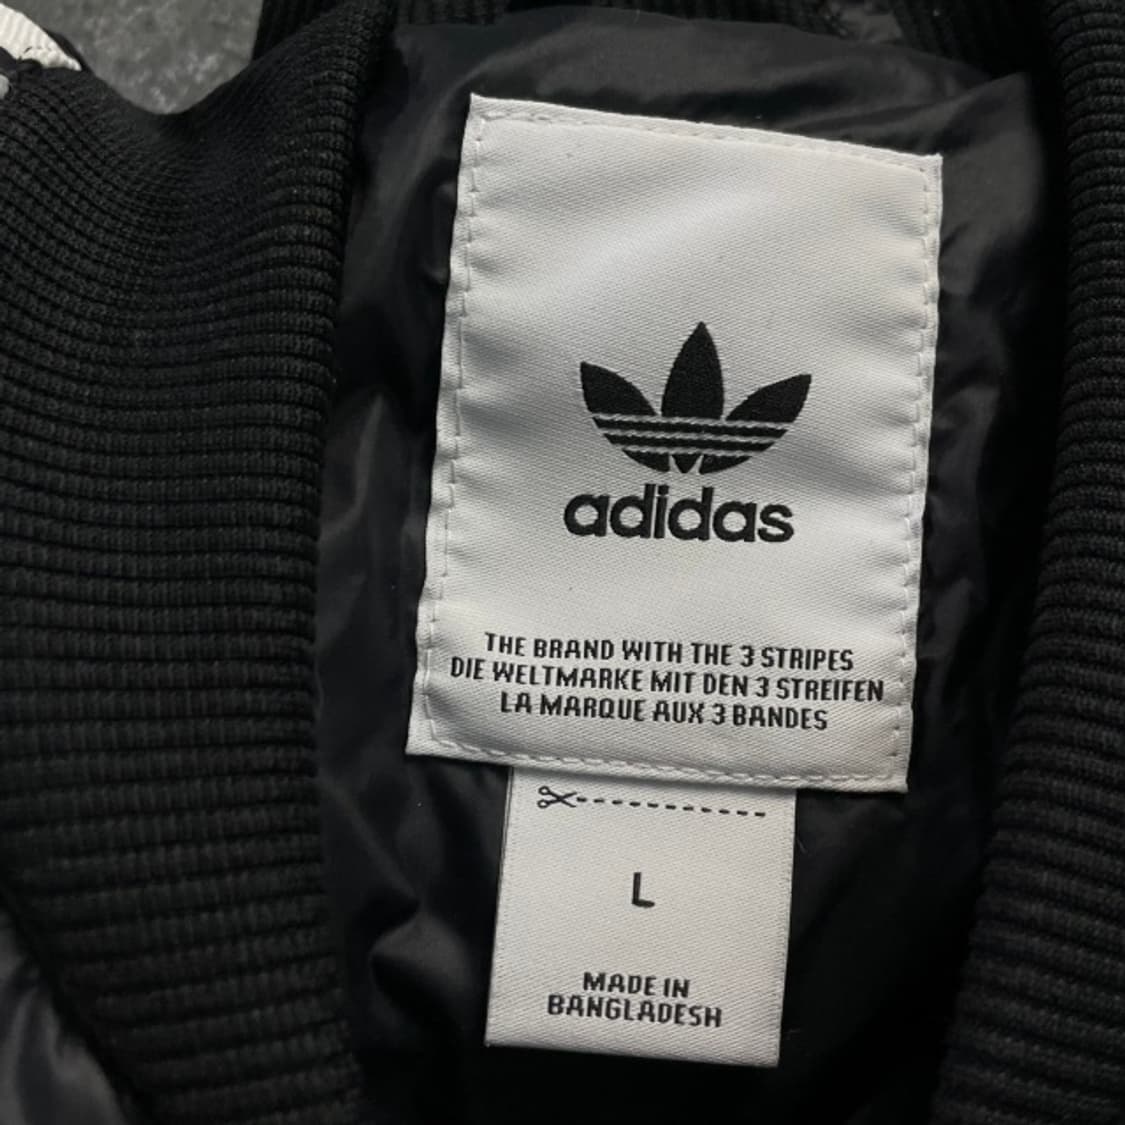 adidas
THE BRAND WITH THE 3 STRIPES
DIE WELTMARKE MIT DEN 3 STREIFEN
LA MARQUE AUX 3 BANDES
L
MADE IN
BANGLADESH